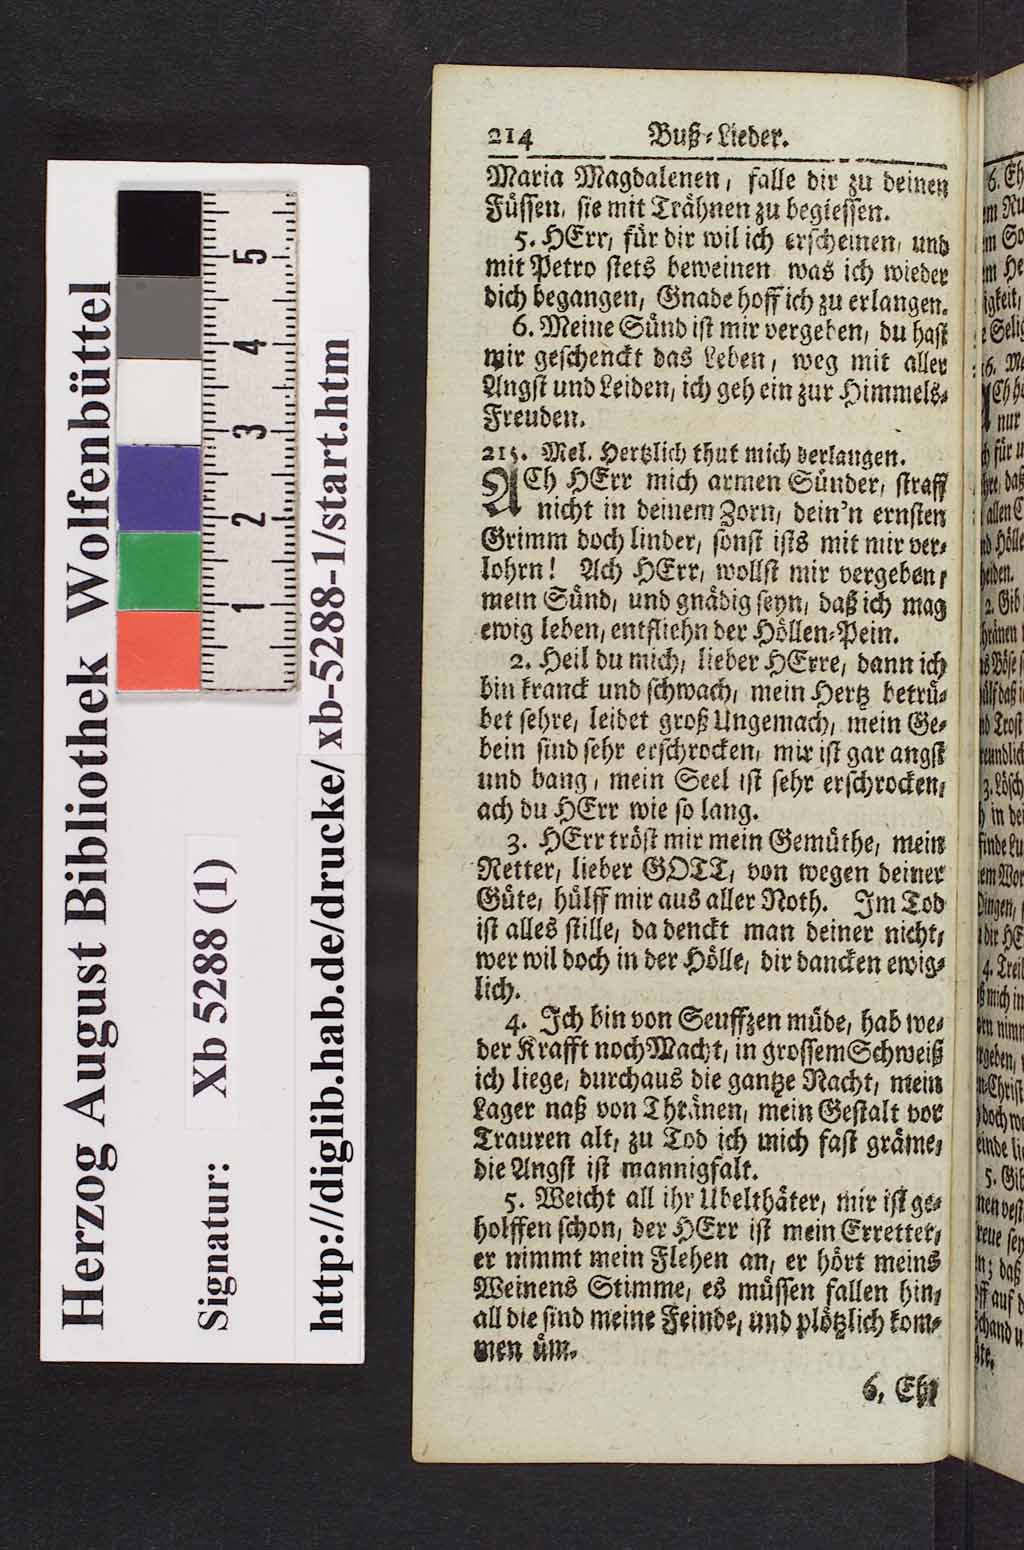 Herzog August Bibliothek Wolfenbüttel
Signatur: Xb 5288 (1)
http://diglib.hab.de/drucke/xb-5288-1/start.htm
1 2 3 4 5
214 Buß-Lieder.
Maria Magdalenen, falle dir zu deinen
Füssen, sie mit Trähnen zu begiessen.
5. HErr, für dir wil ich erscheinen, und
mit Petro stets beweinen was ich wieder
dich begangen, Gnade hoff ich zu erlangen.
6. Meine Sünd ist mir vergeben, du hast
mir geschenckt das Leben, weg mit aller
Angst und Leiden, ich geh ein zur Himmels-
Freuden.
215. Mel. Hertzlich thut mich verlangen.
ACh HErr mich armen Sünder, straff
nicht in deinem Zorn, dein'n ernsten
Grimm doch linder, sonst ists mit mir ver-
lohrn! Ach HErr, wollst mir vergeben,
mein Sünd, und gnädig seyn, daß ich mag
ewig leben, entfliehn der Höllen-Pein.
2. Heil du mich, lieber HErre, dann ich
bin kranck und schwach, mein Hertz betrü-
bet sehre, leidet groß Ungemach, mein Ge-
bein sind sehr erschrocken, mir ist gar angst
und bang, mein Seel ist sehr erschrocken,
ach du HErr wie so lang.
3. HErr tröst mir mein Gemüthe, mein
Retter, lieber GOTT, von wegen deiner
Güte, hülff mir aus aller Noth. Im Tod
ist alles stille, da denckt man deiner nicht,
wer wil doch in der Hölle, dir dancken ewig-
lich.
4. Ich bin von Seuffzen müde, hab we-
der Krafft noch Macht, in grossem Schweiß
ich liege, durchaus die gantze Nacht, mein
Lager naß von Thränen, mein Gestalt vor
Trauren alt, zu Tod ich mich fast gräme,
die Angst ist mannigfalt.
5. Weicht all ihr Ubelthäter, mir ist ge-
holffen schon, der HErr ist mein Erretter,
er nimmt mein Flehen an, er hört meins
Weinens Stimme, es müssen fallen hin,
all die sind meine Feinde, und plötzlich kom-
men üm.
6. Ehr